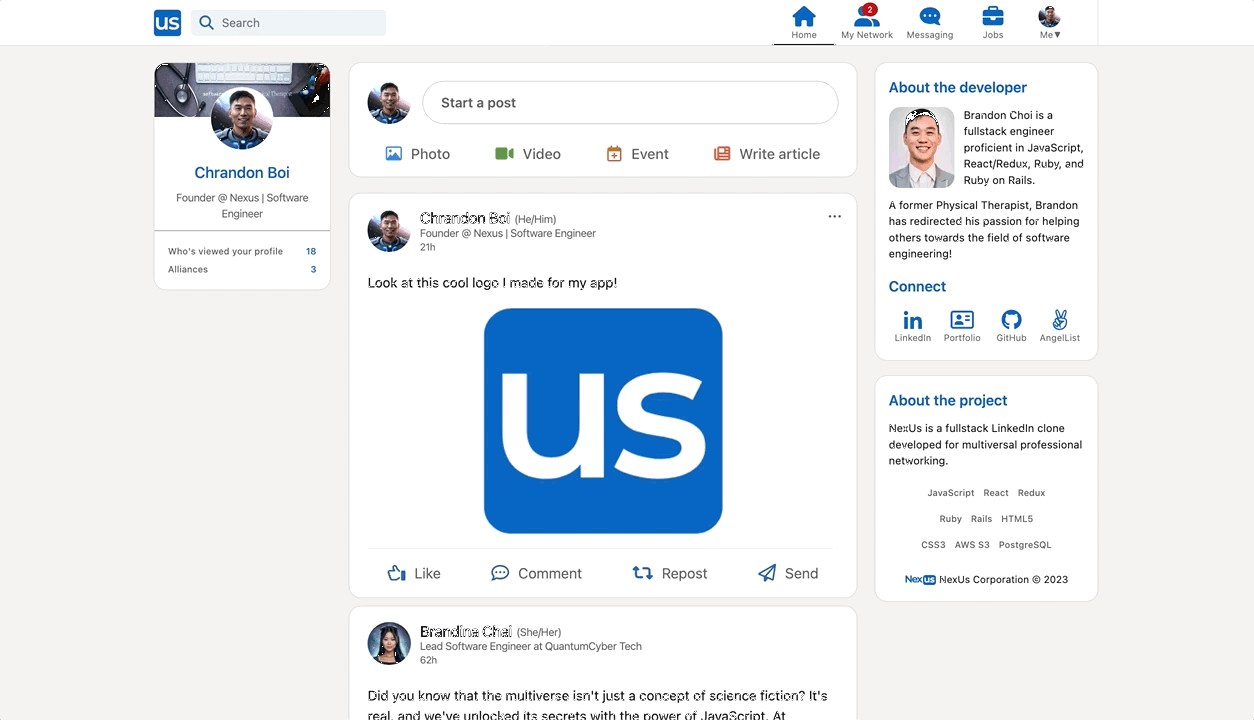 us
Search
2
Home
My Network
Messaging
Jobs
Me▼
Chrandon Boi
Founder @ Nexus | Software
Engineer
Who's viewed your profile 18
Alliances 3
Start a post
Photo
Video
Event
Write article
Chrandon Boi (He/Him)
Founder @ Nexus | Software Engineer
21h
Look at this cool logo I made for my app!
us
Like
Comment
Repost
Send
Brandina Chai (She/Her)
Lead Software Engineer at QuantumCyber Tech
62h
Did you know that the multiverse isn't just a concept of science fiction? It's
real, and we've unlocked its secrets with the power of JavaScript. At
About the developer
Brandon Choi is a
fullstack engineer
proficient in JavaScript,
React/Redux, Ruby, and
Ruby on Rails.
A former Physical Therapist, Brandon
has redirected his passion for helping
others towards the field of software
engineering!
Connect
LinkedIn
Portfolio
GitHub
AngelList
About the project
NexUs is a fullstack LinkedIn clone
developed for multiversal professional
networking.
JavaScript React Redux
Ruby Rails HTML5
CSS3 AWS S3 PostgreSQL
Nexus NexUs Corporation © 2023